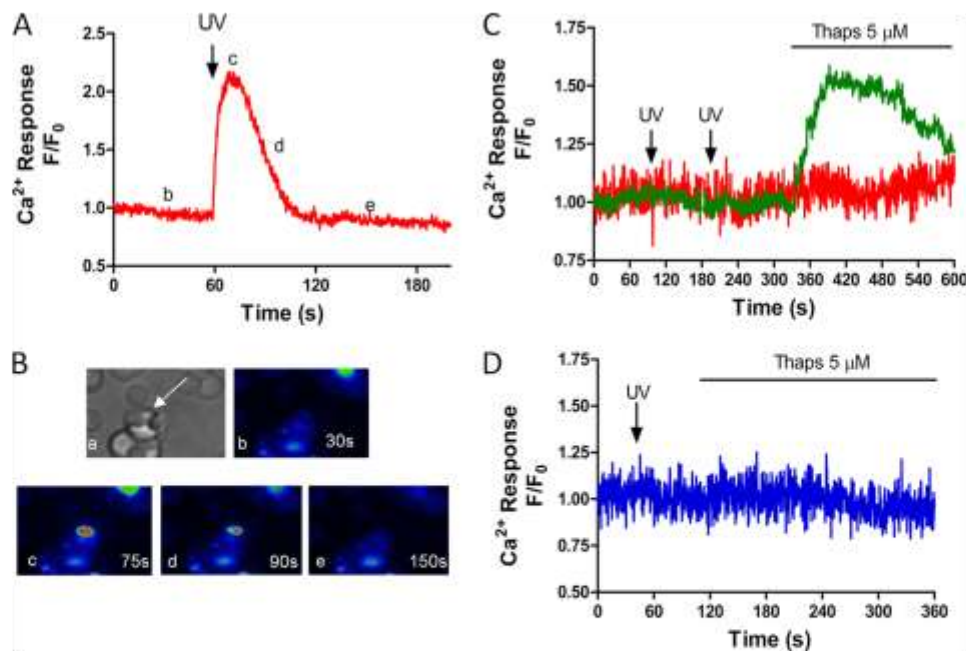 A
UV
2.5
2.0
1.5
1.0
0.5
Ca²⁺ Response
F/F₀
b
c
d
e
0
60
120
180
Time (s)
B
a
b
30s
c
75s
d
90s
e
150s
C
Thaps 5 μM
1.75
1.50
1.25
1.00
0.75
Ca²⁺ Response
F/F₀
UV
UV
0 60 120 180 240 300 360 420 480 540 600
Time (s)
D
Thaps 5 μM
1.75
1.50
1.25
1.00
0.75
0.50
Ca²⁺ Response
F/F₀
UV
0 60 120 180 240 300 360
Time (s)